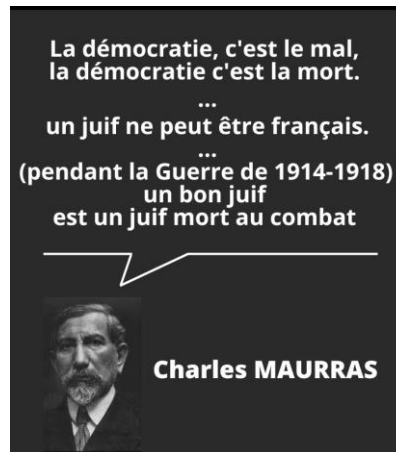 La démocratie, c'est le mal,
la démocratie c'est la mort.
...
un juif ne peut être français.
...
(pendant la Guerre de 1914-1918)
un bon juif
est un juif mort au combat
Charles MAURRAS